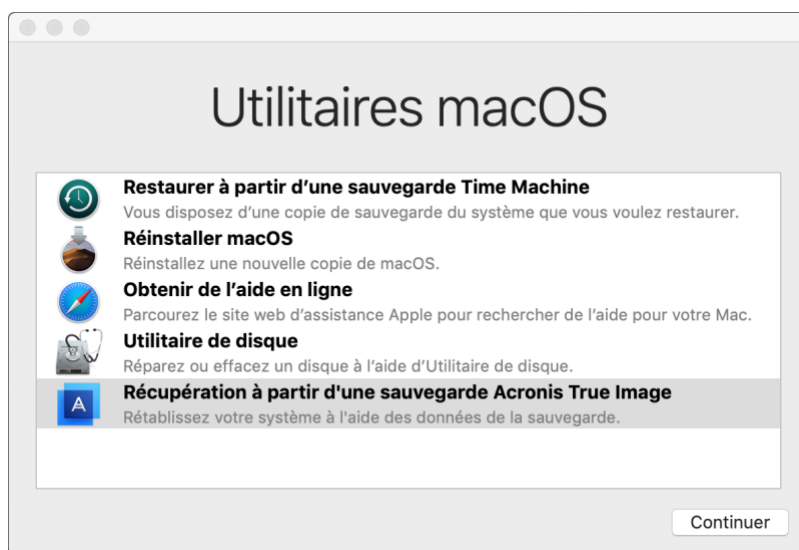 Utilitaires macOS
Restaurer à partir d’une sauvegarde Time Machine
Vous disposez d’une copie de sauvegarde du système que vous voulez restaurer.
Réinstaller macOS
Réinstallez une nouvelle copie de macOS.
Obtenir de l’aide en ligne
Parcourez le site web d’assistance Apple pour rechercher de l’aide pour votre Mac.
Utilitaire de disque
Réparez ou effacez un disque à l’aide d’Utilitaire de disque.
Récupération à partir d'une sauvegarde Acronis True Image
Rétablissez votre système à l'aide des données de la sauvegarde.
Continuer